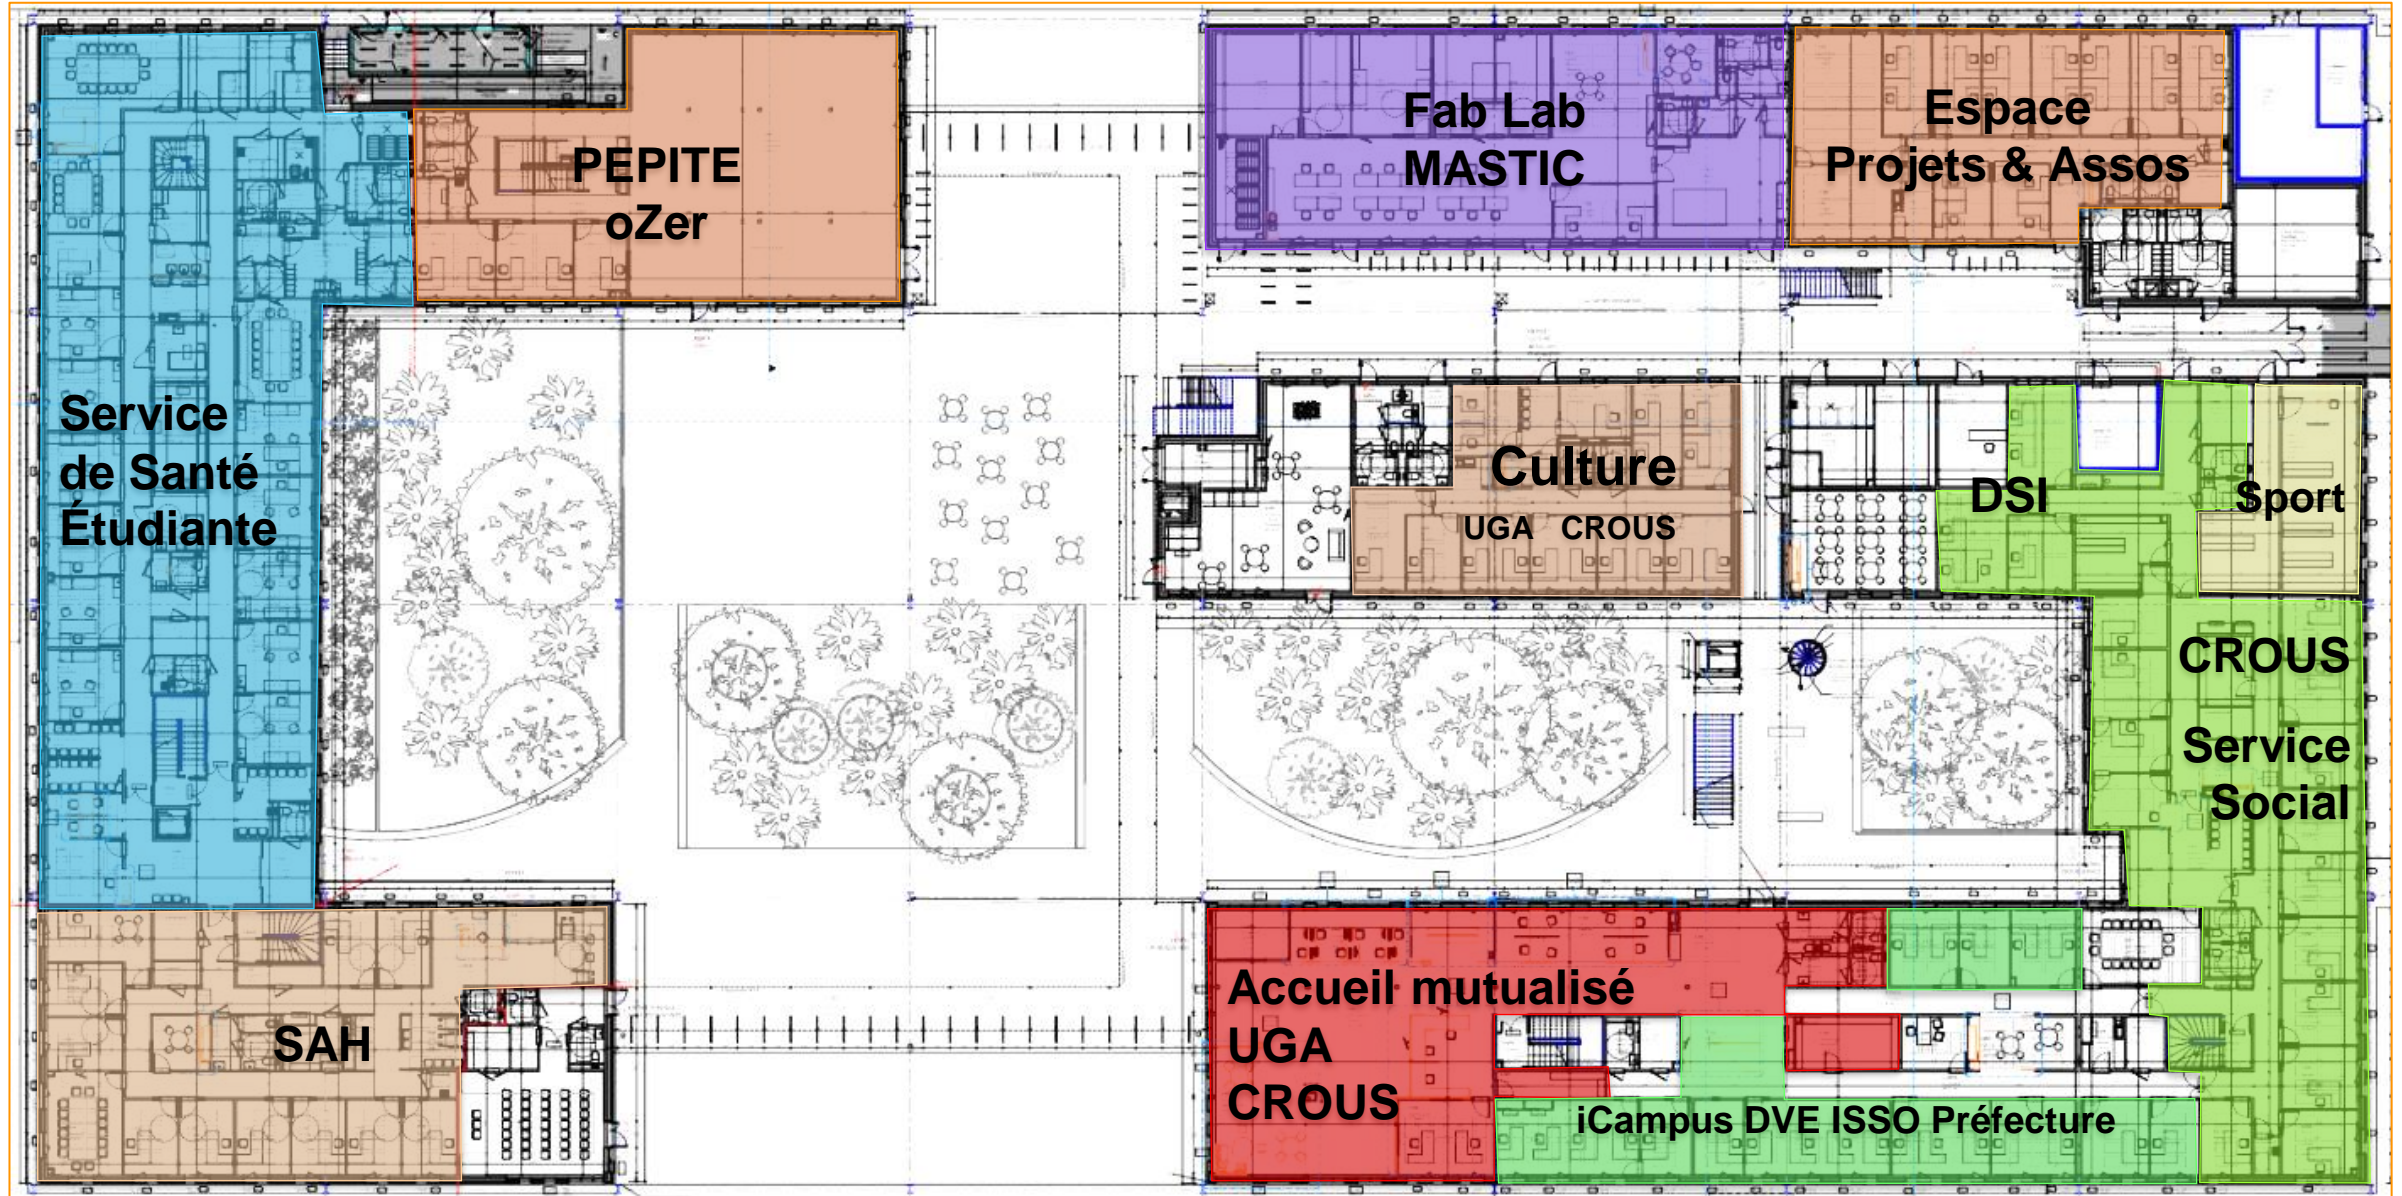 PEPITE
oZer
Fab Lab
MASTIC
Espace
Projets & Assos
Service
de Santé
Étudiante
Culture
UGA CROUS
DSI
Sport
CROUS
Service
Social
SAH
Accueil mutualisé
UGA
CROUS
iCampus DVE ISSO Préfecture